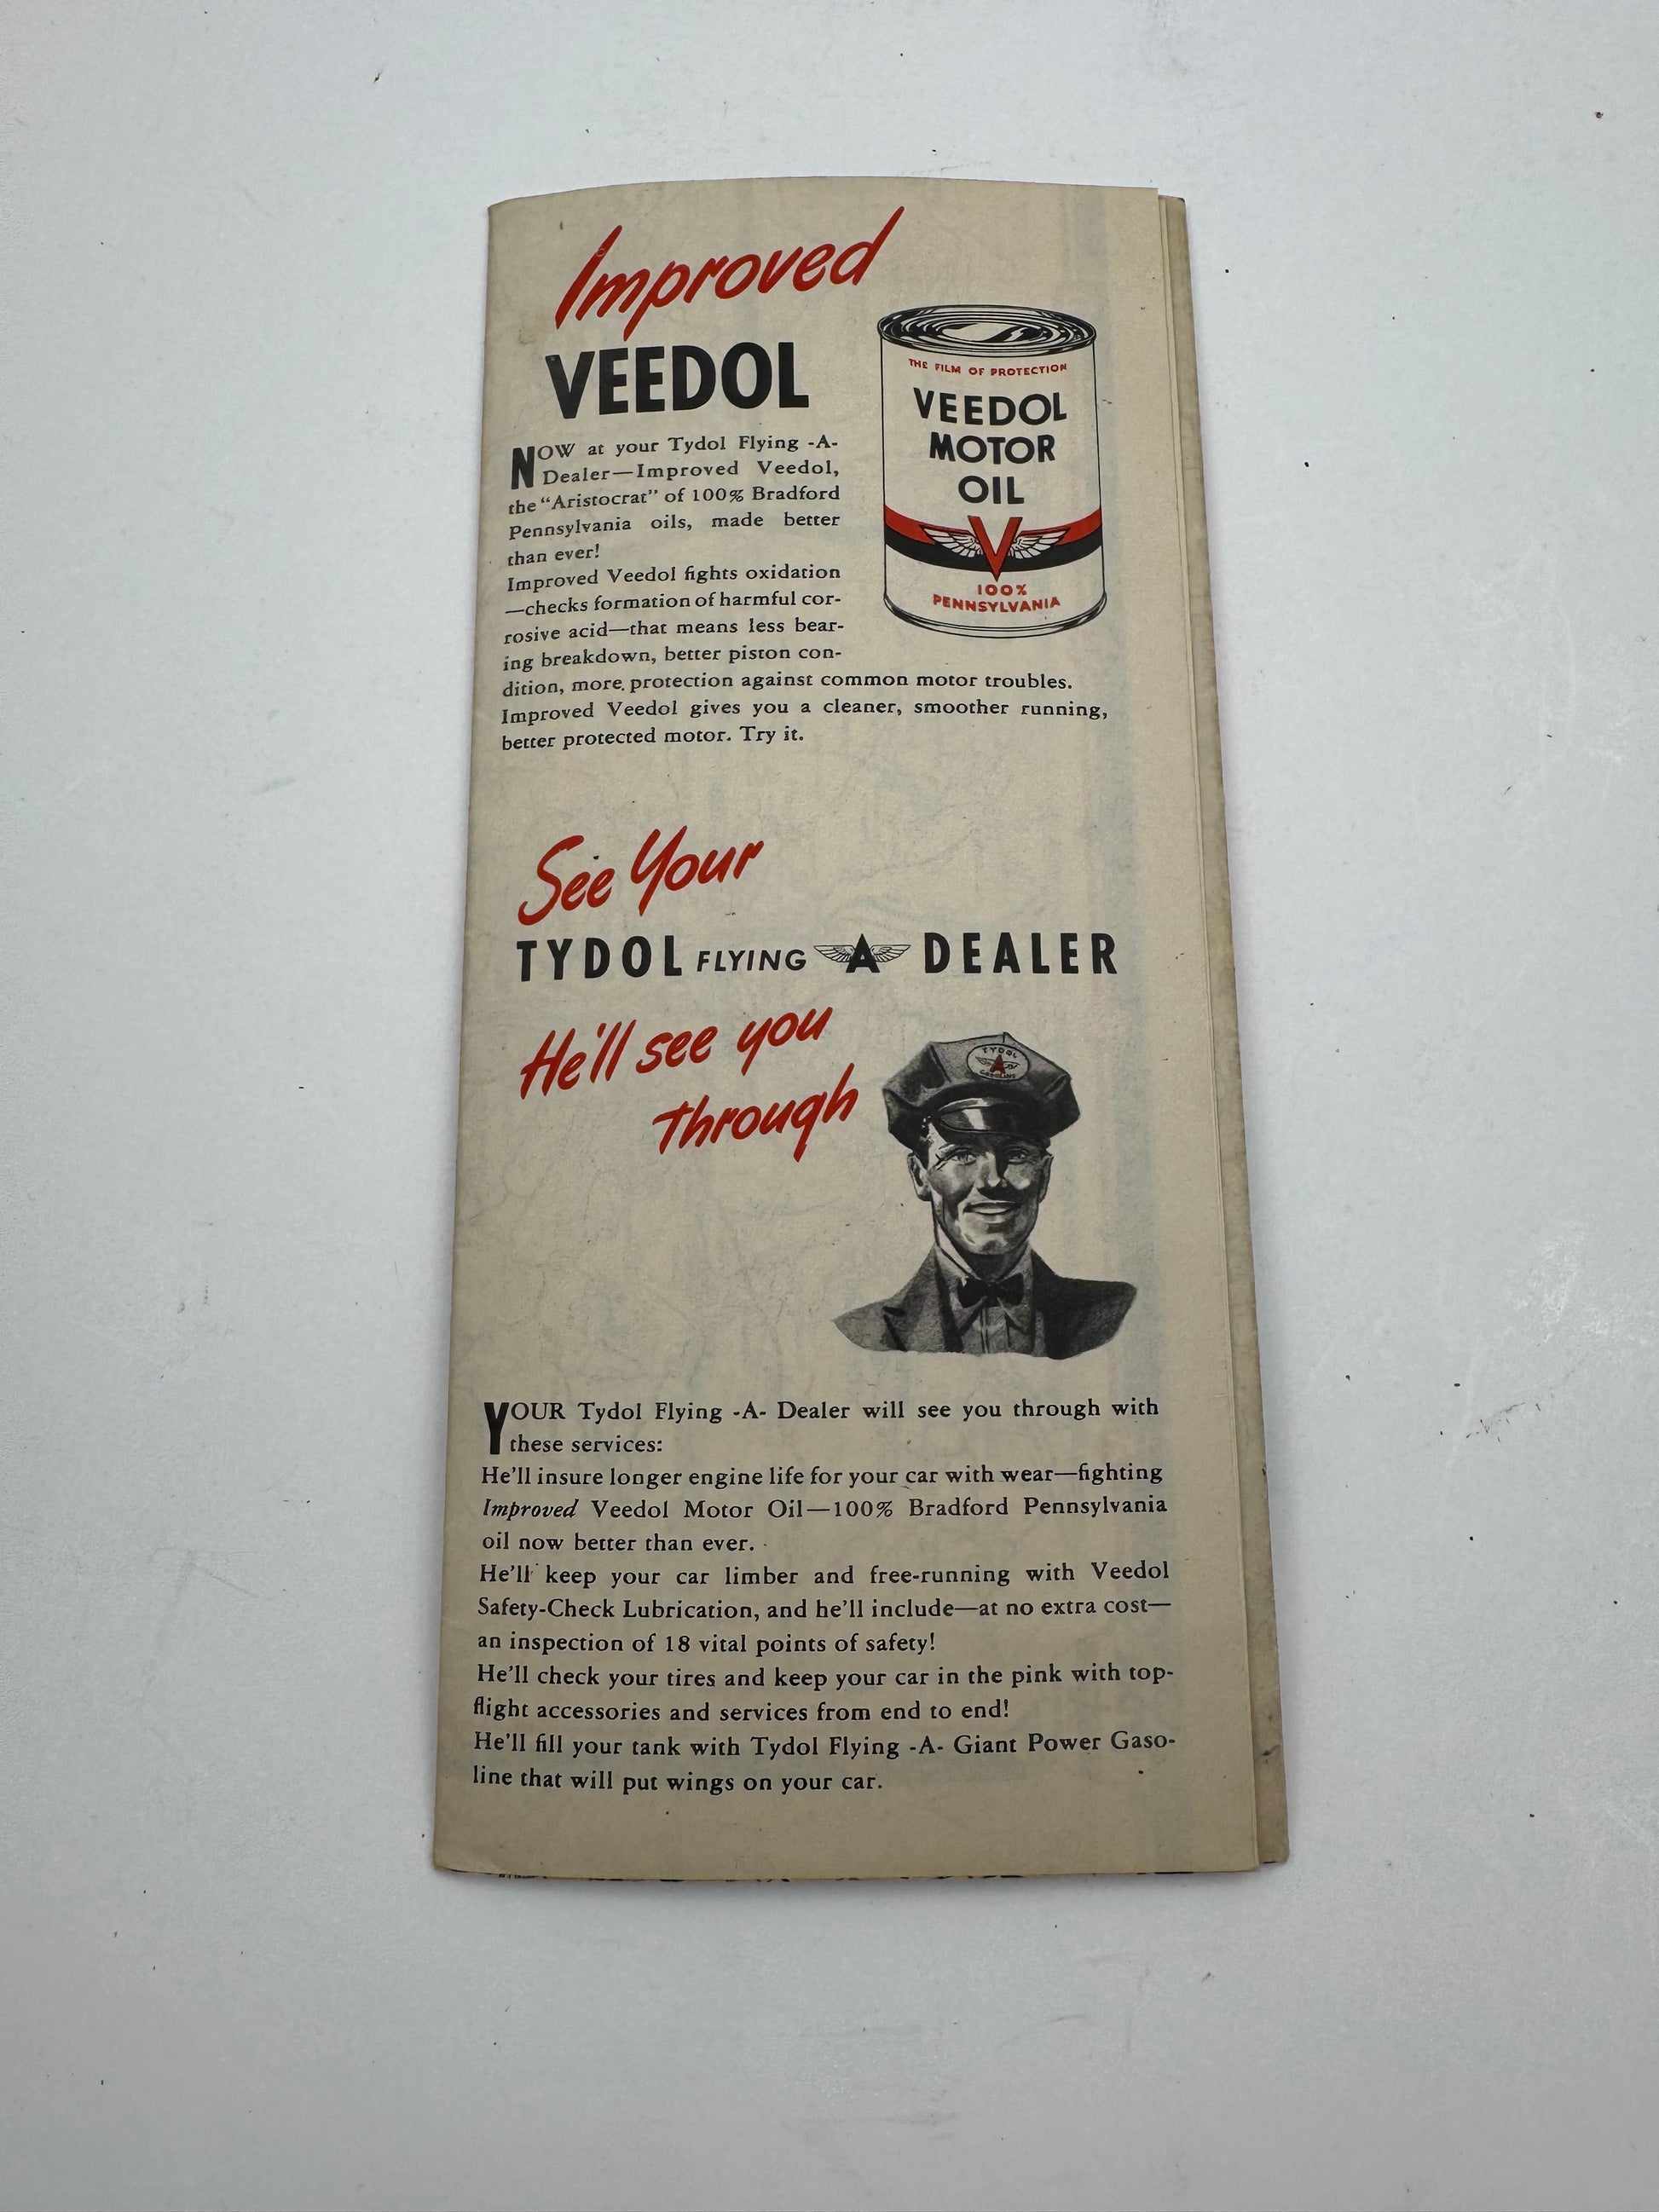 Improved
VEEDOL
THE FILM OF PROTECTION
VEEDOL
MOTOR
OIL
V
100%
PENNSYLVANIA
NOW at your Tydol Flying -A-
Dealer—Improved Veedol,
the "Aristocrat" of 100% Bradford
Pennsylvania oils, made better
than ever!
Improved Veedol fights oxidation
—checks formation of harmful cor-
rosive acid—that means less bear-
ing breakdown, better piston con-
dition, more protection against common motor troubles.
Improved Veedol gives you a cleaner, smoother running,
better protected motor. Try it.
See Your
TYDOL FLYING A DEALER
He'll see you
through
TYDOL
A
GASOLINE
YOUR Tydol Flying -A- Dealer will see you through with
these services:
He'll insure longer engine life for your car with wear—fighting
Improved Veedol Motor Oil—100% Bradford Pennsylvania
oil now better than ever.
He'll keep your car limber and free-running with Veedol
Safety-Check Lubrication, and he'll include—at no extra cost—
an inspection of 18 vital points of safety!
He'll check your tires and keep your car in the pink with top-
flight accessories and services from end to end!
He'll fill your tank with Tydol Flying -A- Giant Power Gaso-
line that will put wings on your car.